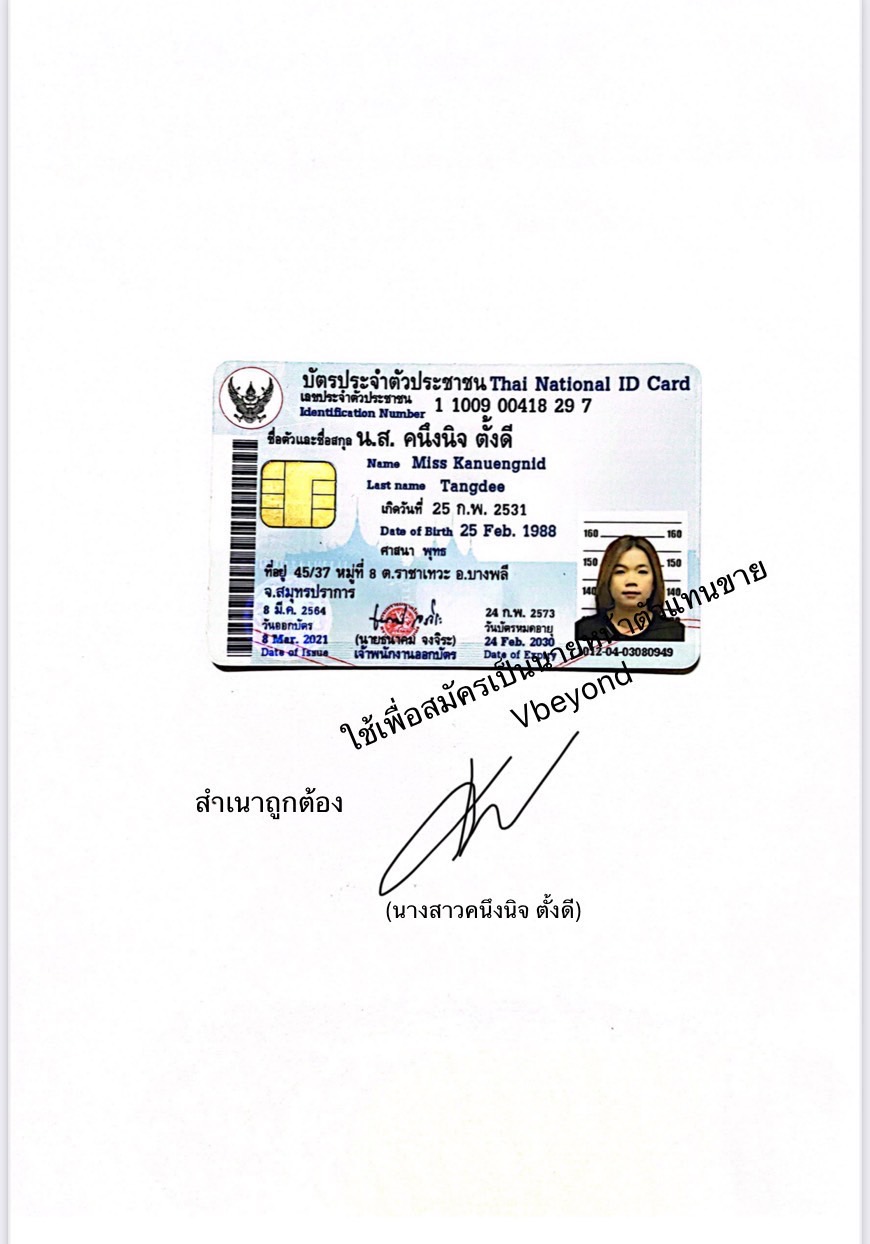 บัตรประจำตัวประชาชน Thai National ID Card
เลขประจำตัวประชาชน
Identification Number 1 1009 00418 29 7
ชื่อตัวและชื่อสกุล น.ส. คนึงนิจ ตั้งดี
Name Miss Kanuengnid
Last name Tangdee
เกิดวันที่ 25 ก.พ. 2531
Date of Birth 25 Feb. 1988
ศาสนา พุทธ
ที่อยู่ 45/37 หมู่ที่ 8 ต.ราชาเทวะ อ.บางพลี
จ.สมุทรปราการ
8 มี.ค. 2564
วันออกบัตร
8 Mar. 2021
Date of Issue
(นายธนาคม จงจิระ)
เจ้าพนักงานออกบัตร
24 ก.พ. 2573
วันบัตรหมดอายุ
24 Feb. 2030
Date of Expiry
160 160
150 150
140 140
1012-04-03080949
ใช้เพื่อสมัครเป็นนายหน้าตัวแทนขาย
Vbeyond
สำเนาถูกต้อง
(นางสาวคนึงนิจ ตั้งดี)